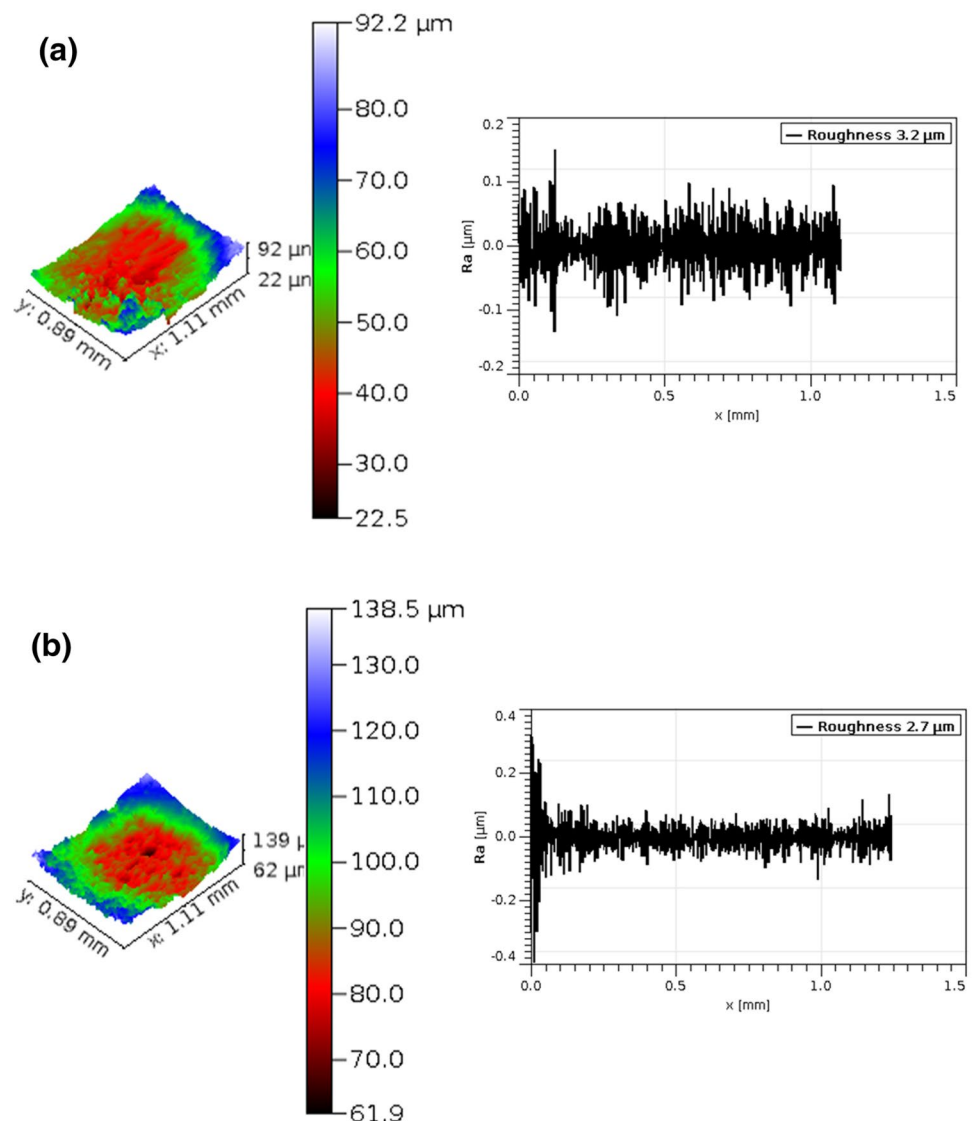 (a)
92.2 µm
80.0
70.0
60.0
50.0
40.0
30.0
22.5
92 µm
22 µm
y: 0.89 mm
x: 1.11 mm
Roughness 3.2 µm
0.2
0.1
0.0
-0.1
-0.2
Ra [µm]
0.0 0.5 1.0 1.5
x [mm]
(b)
138.5 µm
130.0
120.0
110.0
100.0
90.0
80.0
70.0
61.9
139 µ
62 µm
y: 0.89 mm
x: 1.11 mm
Roughness 2.7 µm
0.4
0.2
0.0
-0.2
-0.4
Ra [µm]
0.0 0.5 1.0 1.5
x [mm]